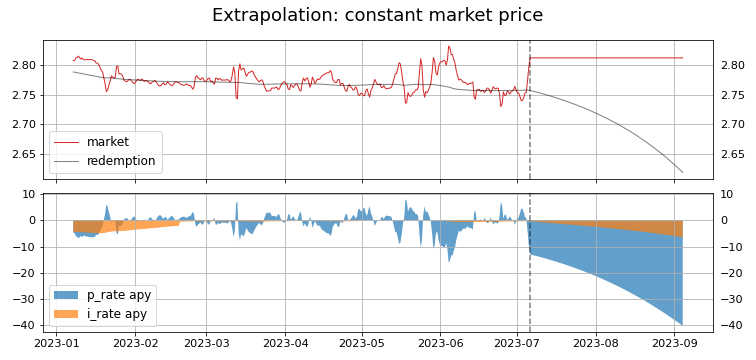 Extrapolation: constant market price
2.80 2.80
2.75 2.75
2.70 2.70
2.65 2.65
market
redemption
10 10
0 0
−10 −10
−20 −20
−30 −30
−40 −40
p_rate apy
i_rate apy
2023-01 2023-02 2023-03 2023-04 2023-05 2023-06 2023-07 2023-08 2023-09